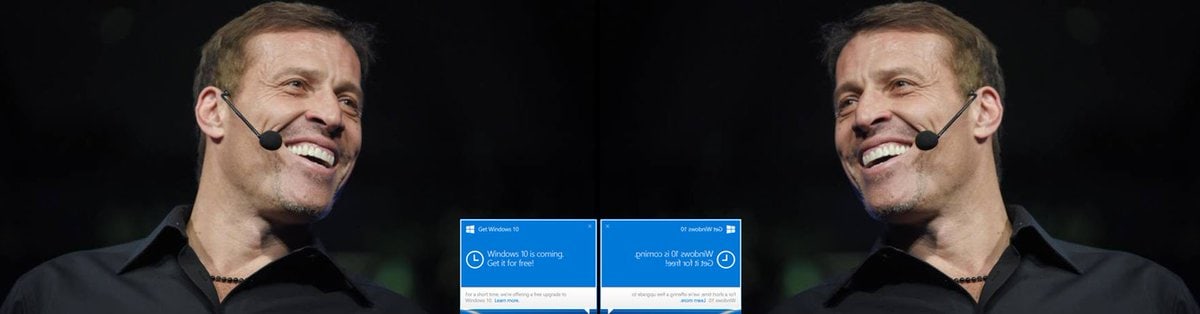 Get Windows 10
Windows 10 is coming.
Get it for free!
For a short time, we're offering a free upgrade to
Windows 10. Learn more.
Get Windows 10
Windows 10 is coming.
Get it for free!
For a short time, we're offering a free upgrade to
Windows 10. Learn more.